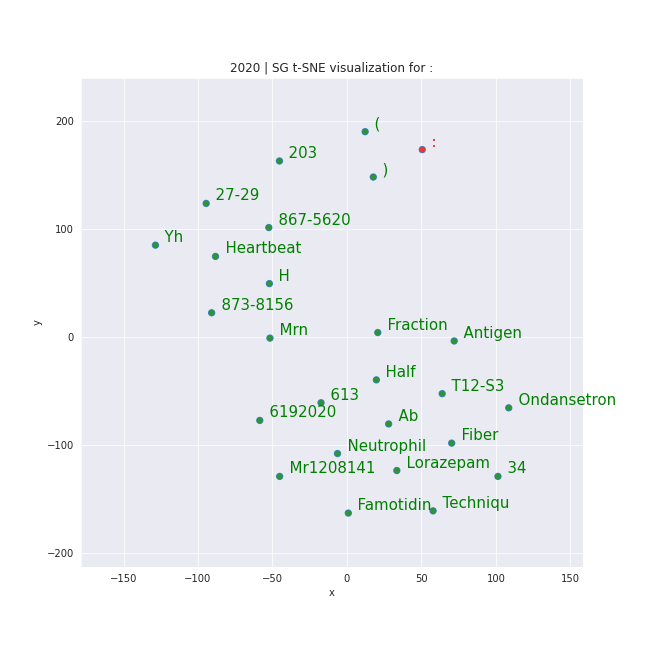 2020 | SG t-SNE visualization for :
200
100
0
−100
−200
y
(
:
203
)
27-29
867-5620
Yh
Heartbeat
H
873-8156
Mrn
Fraction
Antigen
Half
T12-S3
613
Ondansetron
6192020
Ab
Fiber
Neutrophil
Mr1208141
Lorazepam
34
Famotidin
Techniqu
−150
−100
−50
0
50
100
150
x